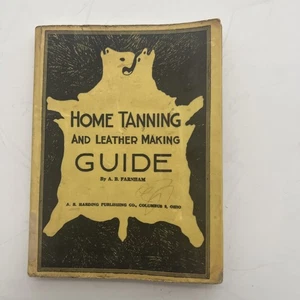 HOME TANNING
AND LEATHER MAKING
GUIDE
By A. B. FARNHAM
A. R. HARDING PUBLISHING CO., COLUMBUS 5, OHIO